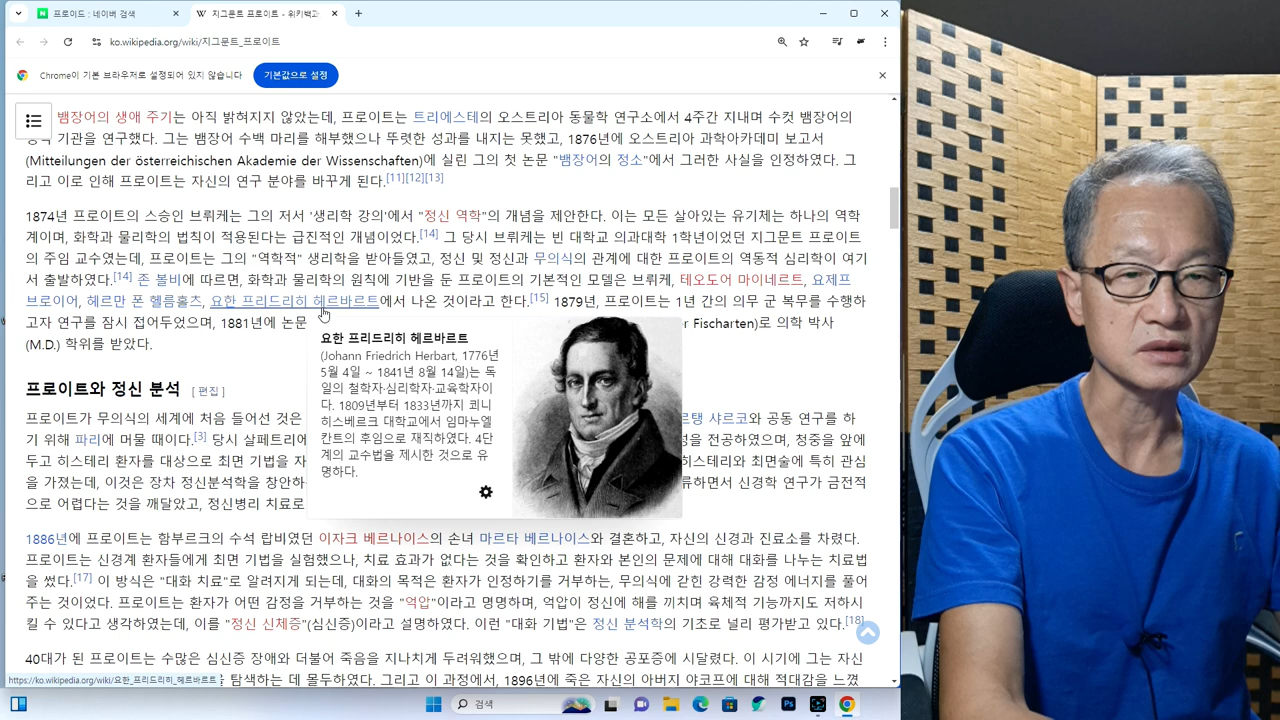 프로이드 : 네이버 검색
지그문트 프로이트 - 위키백과
ko.wikipedia.org/wiki/지그문트_프로이트
Chrome이 기본 브라우저로 설정되어 있지 않습니다
기본값으로 설정
뱀장어의 생애 주기는 아직 밝혀지지 않았는데, 프로이트는 트리에스테의 오스트리아 동물학 연구소에서 4주간 지내며 수컷 뱀장어의
기관을 연구했다. 그는 뱀장어 수백 마리를 해부했으나 뚜렷한 성과를 내지는 못했고, 1876년에 오스트리아 과학아카데미 보고서
(Mitteilungen der österreichischen Akademie der Wissenschaften)에 실린 그의 첫 논문 "뱀장어의 정소"에서 그러한 사실을 인정하였다. 그
리고 이로 인해 프로이트는 자신의 연구 분야를 바꾸게 된다.[11][12][13]
1874년 프로이트의 스승인 브뤼케는 그의 저서 '생리학 강의'에서 "정신 역학"의 개념을 제안한다. 이는 모든 살아있는 유기체는 하나의 역학
계이며, 화학과 물리학의 법칙이 적용된다는 급진적인 개념이었다.[14] 그 당시 브뤼케는 빈 대학교 의과대학 1학년이었던 지그문트 프로이트
의 주임 교수였는데, 프로이트는 그의 "역학적" 생리학을 받아들였고, 정신 및 정신과 무의식의 관계에 대한 프로이트의 역동적 심리학이 여기
서 출발하였다.[14] 존 볼비에 따르면, 화학과 물리학의 원칙에 기반을 둔 프로이트의 기본적인 모델은 브뤼케, 테오도어 마이네르트, 요제프
브로이어, 헤르만 폰 헬름홀츠, 요한 프리드리히 헤르바르트에서 나온 것이라고 한다.[15] 1879년, 프로이트는 1년 간의 의무 군 복무를 수행하
고자 연구를 잠시 접어두었으며, 1881년에 논문
r Fischarten)로 의학 박사
(M.D.) 학위를 받았다.
요한 프리드리히 헤르바르트
(Johann Friedrich Herbart, 1776년
5월 4일 ~ 1841년 8월 14일)는 독
일의 철학자·심리학자·교육학자이
다. 1809년부터 1833년까지 쾨니
히스베르크 대학교에서 임마누엘
칸트의 후임으로 재직하였다. 4단
계의 교수법을 제시한 것으로 유
명하다.
프로이트와 정신 분석 [편집]
프로이트가 무의식의 세계에 처음 들어선 것은
르탱 샤르코와 공동 연구를 하
기 위해 파리에 머물 때이다.[3] 당시 살페트리에
을 전공하였으며, 청중을 앞에
두고 히스테리 환자를 대상으로 최면 기법을 자
히스테리와 최면술에 특히 관심
을 가졌는데, 이것은 장차 정신분석학을 창안하
류하면서 신경학 연구가 금전적
으로 어렵다는 것을 깨달았고, 정신병리 치료로
1886년에 프로이트는 함부르크의 수석 랍비였던 이자크 베르나이스의 손녀 마르타 베르나이스와 결혼하고, 자신의 신경과 진료소를 차렸다.
프로이트는 신경계 환자들에게 최면 기법을 실험했으나, 치료 효과가 없다는 것을 확인하고 환자와 본인의 문제에 대해 대화를 나누는 치료법
을 썼다.[17] 이 방식은 "대화 치료"로 알려지게 되는데, 대화의 목적은 환자가 인정하기를 거부하는, 무의식에 갇힌 강력한 감정 에너지를 풀어
주는 것이었다. 프로이트는 환자가 어떤 감정을 거부하는 것을 "억압"이라고 명명하며, 억압이 정신에 해를 끼치며 육체적 기능까지도 저하시
킬 수 있다고 생각하였는데, 이를 "정신 신체증"(심신증)이라고 설명하였다. 이런 "대화 기법"은 정신 분석학의 기초로 널리 평가받고 있다.[18]
40대가 된 프로이트는 수많은 심신증 장애와 더불어 죽음을 지나치게 두려워했으며, 그 밖에 다양한 공포증에 시달렸다. 이 시기에 그는 자신
탐색하는 데 몰두하였다. 그리고 이 과정에서, 1896년에 죽은 자신의 아버지 야코프에 대해 적대감을 느꼈
https://ko.wikipedia.org/wiki/요한_프리드리히_헤르바르트
검색
Ps